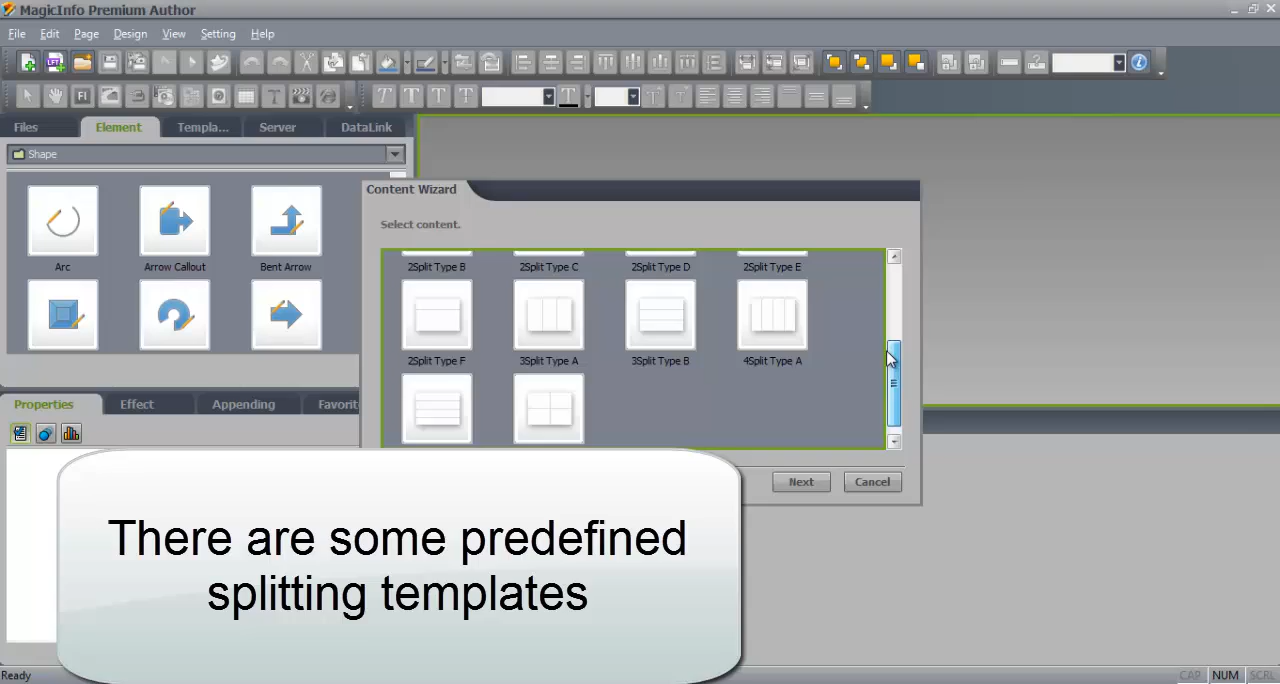 MagicInfo Premium Author
File Edit Page Design View Setting Help
Files Element Templa... Server DataLink
Shape
Arc Arrow Callout Bent Arrow
Content Wizard
Select content.
2Split Type B 2Split Type C 2Split Type D 2Split Type E
2Split Type F 3Split Type A 3Split Type B 4Split Type A
Properties Effect Appending Favorit
Next Cancel
There are some predefined
splitting templates
Ready CAP NUM SCRL